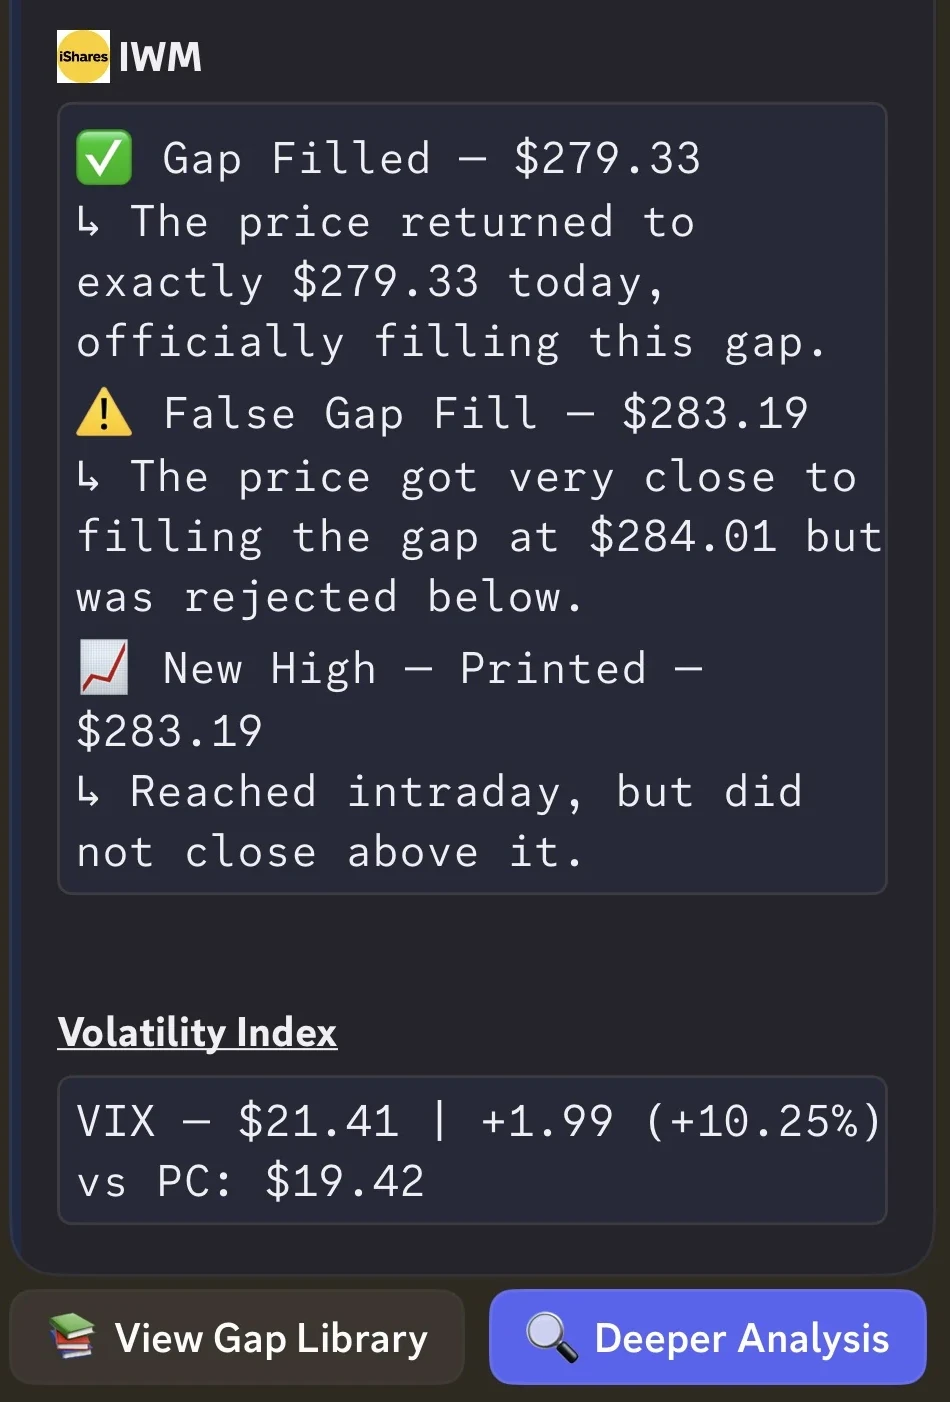 iShares IWM
✅ Gap Filled — $279.33
↳ The price returned to
exactly $279.33 today,
officially filling this gap.
⚠️ False Gap Fill — $283.19
↳ The price got very close to
filling the gap at $284.01 but
was rejected below.
📈 New High — Printed —
$283.19
↳ Reached intraday, but did
not close above it.
Volatility Index
VIX — $21.41 | +1.99 (+10.25%)
vs PC: $19.42
📚 View Gap Library
🔍 Deeper Analysis